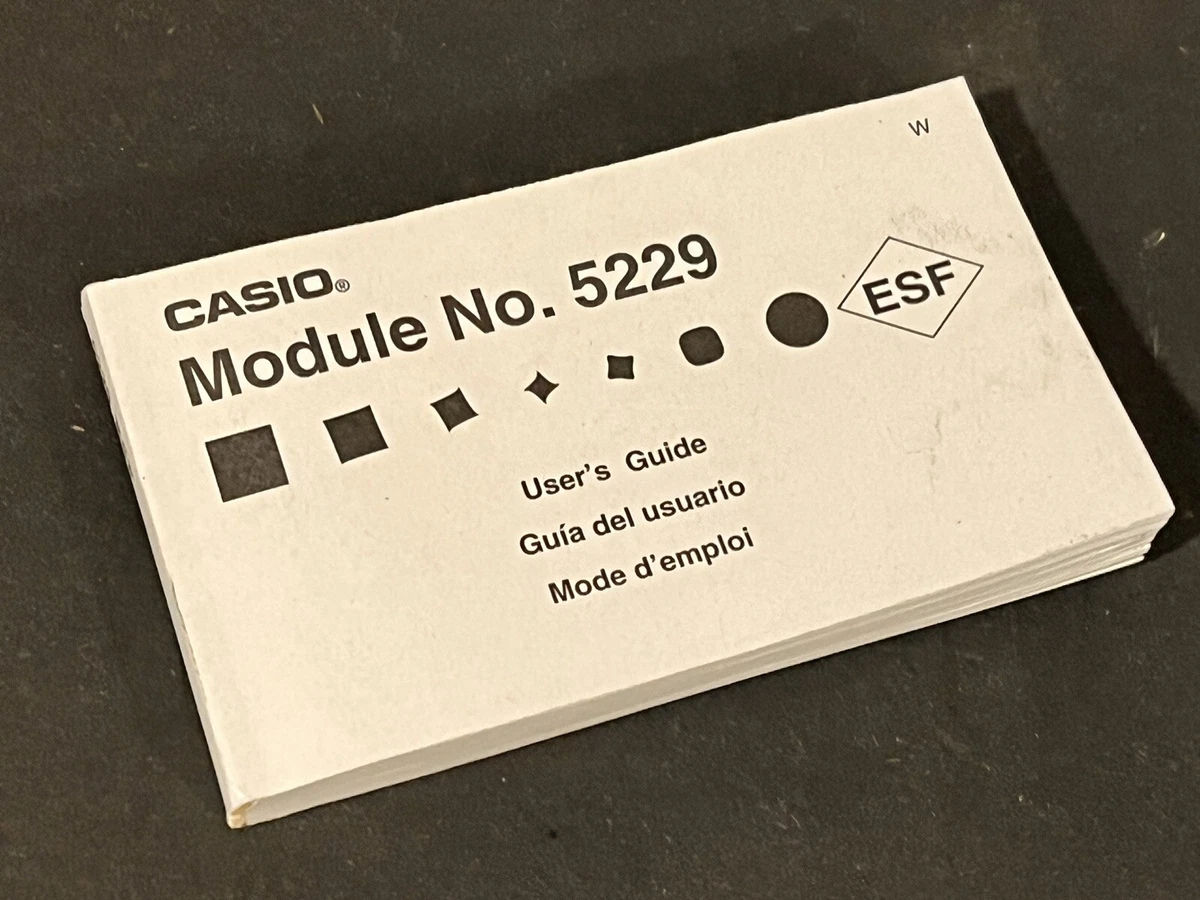 W
CASIO®
Module No. 5229
ESF
User's Guide
Guía del usuario
Mode d'emploi